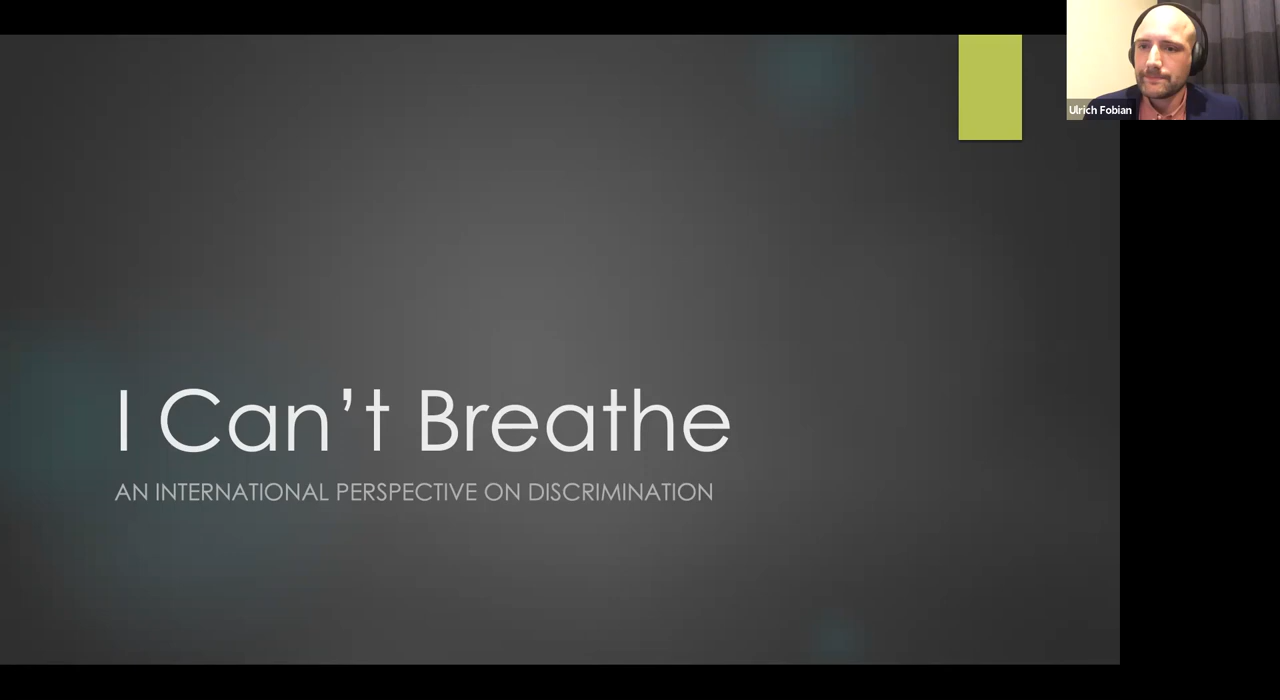 Ulrich Fobian
I Can’t Breathe
AN INTERNATIONAL PERSPECTIVE ON DISCRIMINATION